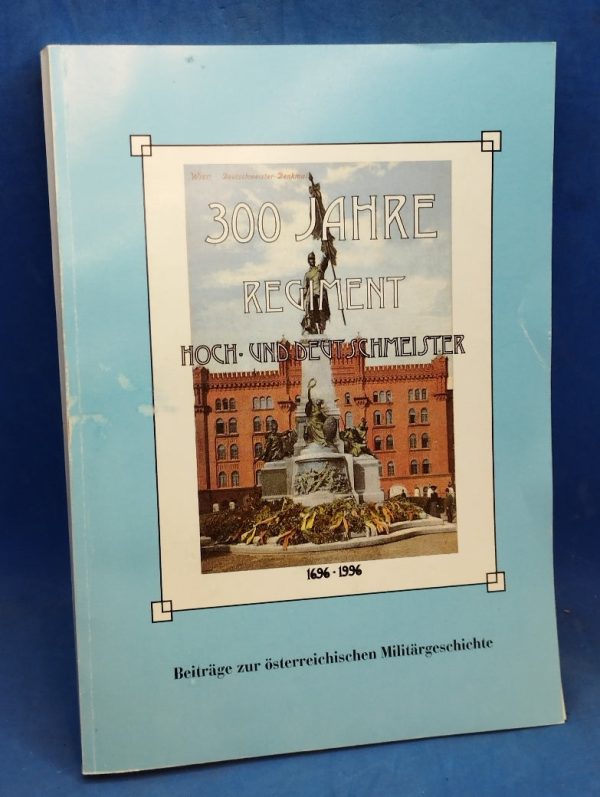 Wien Deutschmeister-Denkmal
300 JAHRE
REGIMENT
HOCH- UND DEUTSCHMEISTER
1696 - 1996
Beiträge zur österreichischen Militärgeschichte